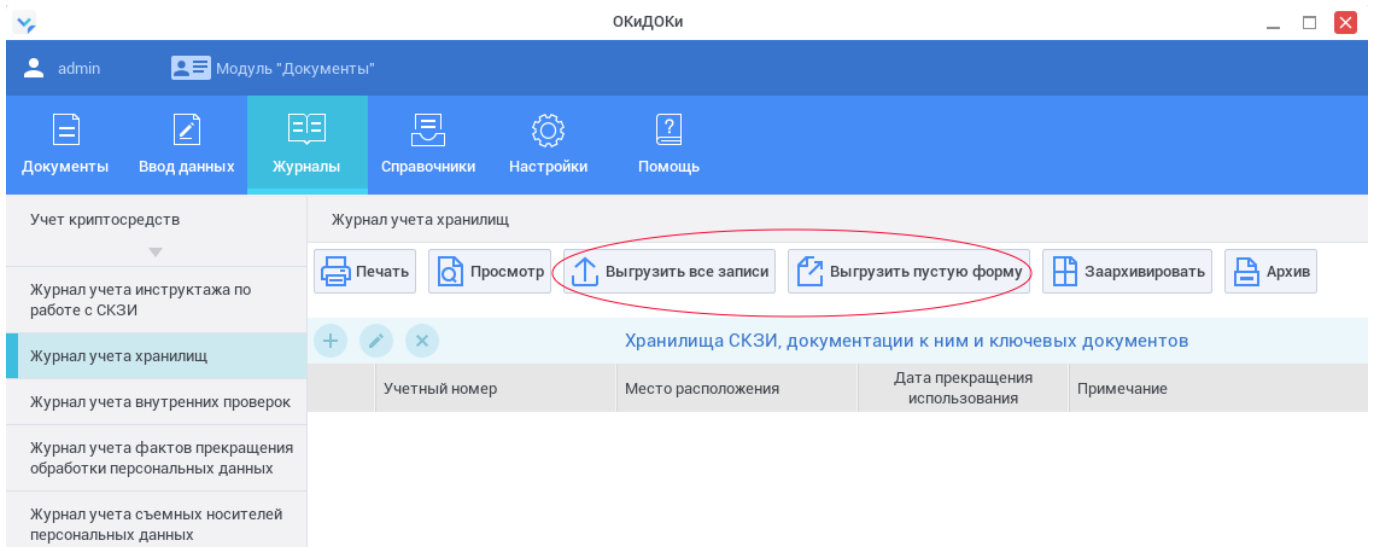 ОКиДОКи
admin Модуль "Документы"
Документы Ввод данных Журналы Справочники Настройки Помощь
Учет криптосредств
Журнал учета хранилищ
Печать Просмотр Выгрузить все записи Выгрузить пустую форму Заархивировать Архив
Журнал учета инструктажа по
работе с СКЗИ
Журнал учета хранилищ
Журнал учета внутренних проверок
Журнал учета фактов прекращения
обработки персональных данных
Журнал учета съемных носителей
персональных данных
Хранилища СКЗИ, документации к ним и ключевых документов
Учетный номер Место расположения Дата прекращения
использования Примечание